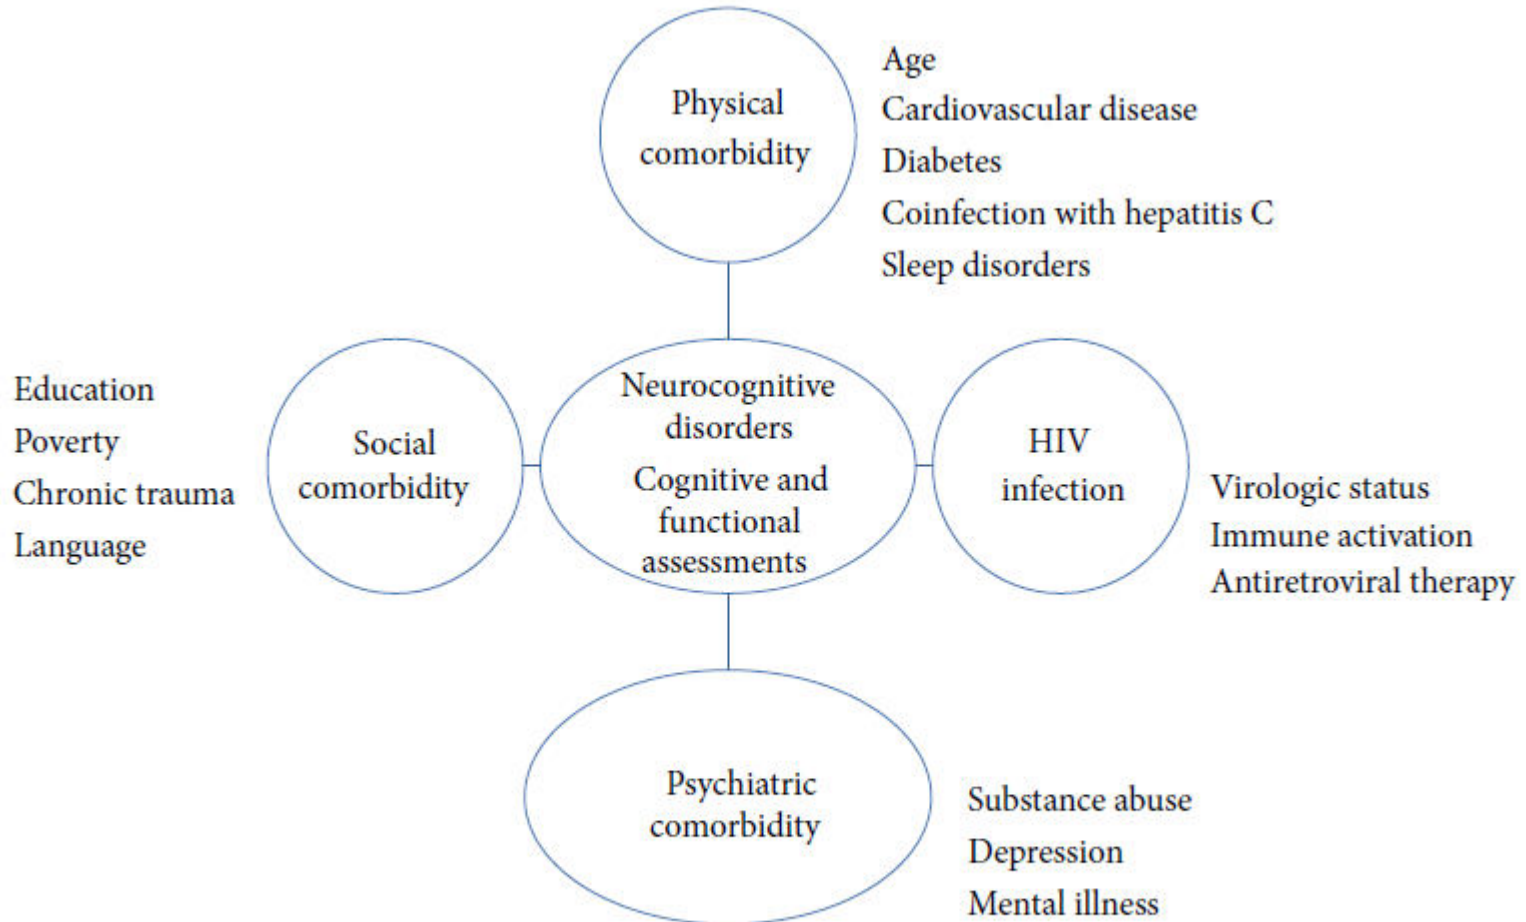 Physical
comorbidity
Age
Cardiovascular disease
Diabetes
Coinfection with hepatitis C
Sleep disorders
Education
Poverty
Chronic trauma
Language
Social
comorbidity
Neurocognitive
disorders
Cognitive and
functional
assessments
HIV
infection
Virologic status
Immune activation
Antiretroviral therapy
Psychiatric
comorbidity
Substance abuse
Depression
Mental illness